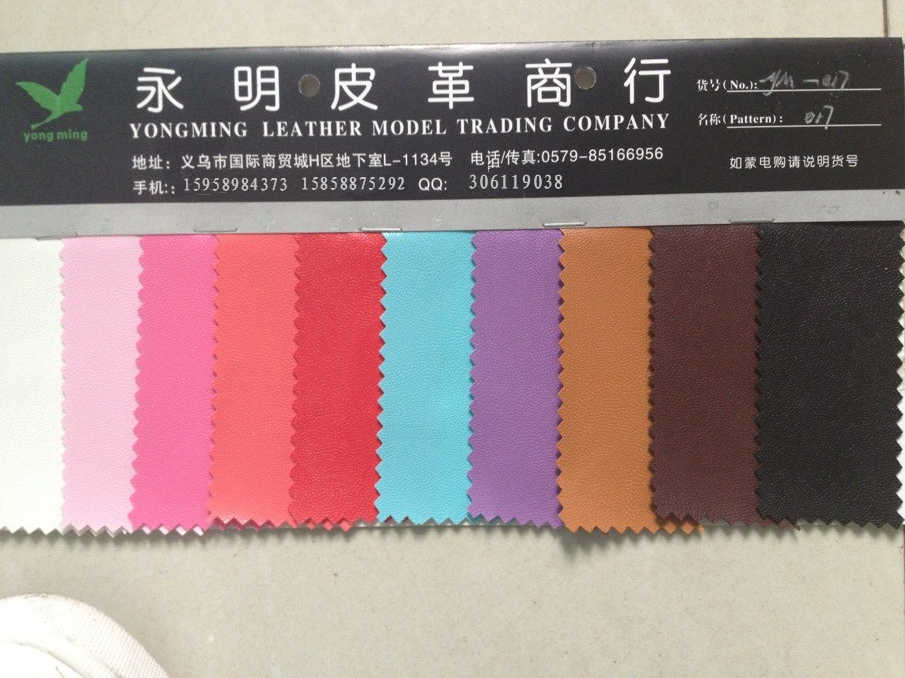 永明皮革商行
yong ming
YONGMING LEATHER MODEL TRADING COMPANY
货号(No.): YM-017
名称(Pattern): 017
地址：义乌市国际商贸城H区地下室L-1134号 电话/传真:0579-85166956
手机:: 15958984373 15858875292 QQ: 306119038
如蒙电购请说明货号